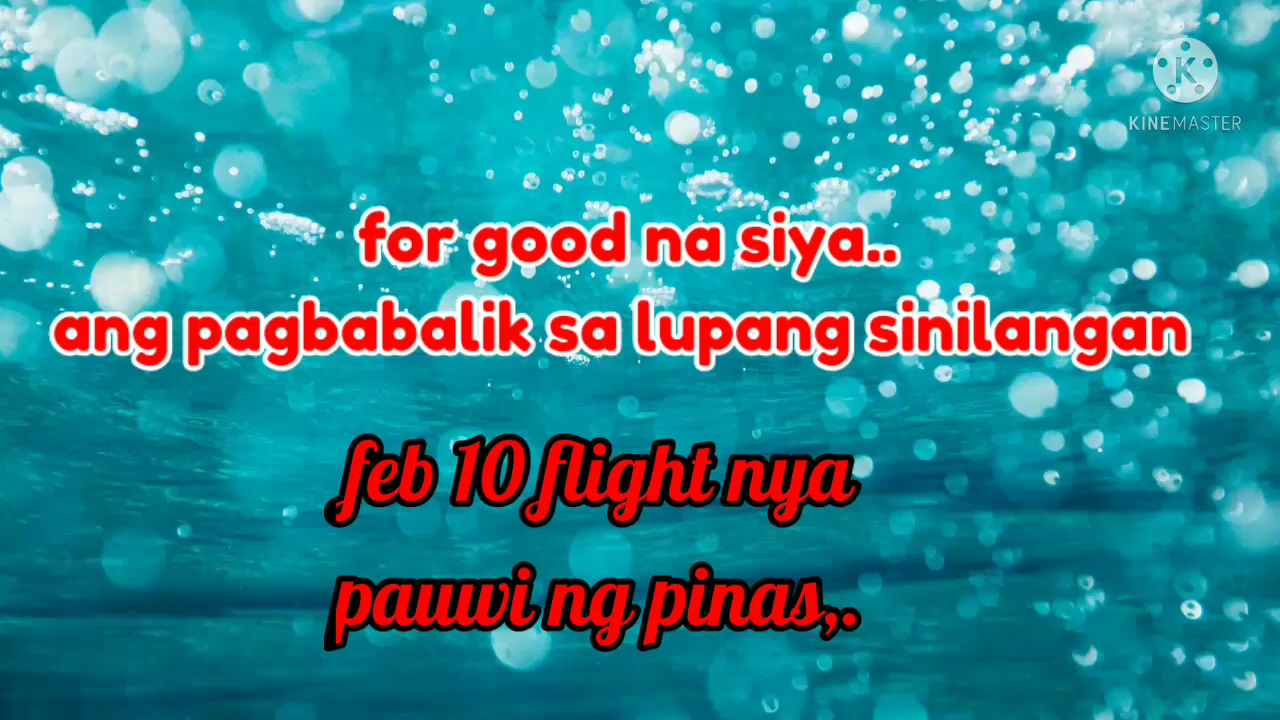 KINEMASTER
for good na siya..
ang pagbabalik sa lupang sinilangan
feb 10 flight nya
pauwi ng pinas,.